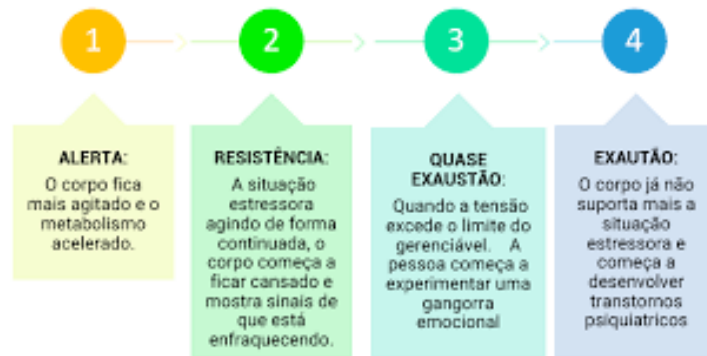 1
2
3
4
ALERTA:
O corpo fica
mais agitado e o
metabolismo
acelerado.
RESISTÊNCIA:
A situação
estressora
agindo de forma
continuada, o
corpo começa a
ficar cansado e
mostra sinais de
que está
enfraquecendo.
QUASE
EXAUSTÃO:
Quando a tensão
excede o limite do
gerenciável. A
pessoa começa a
experimentar uma
gangorra
emocional
EXAUTÃO:
O corpo já não
suporta mais a
situação
estressora e
começa a
desenvolver
transtornos
psiquiatricos